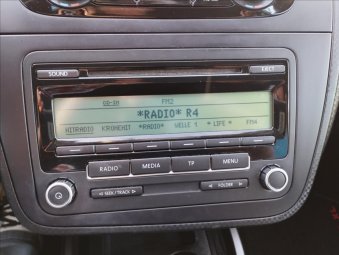 SOUND EJECT
FM2
*RADIO* R4
HITRADIO KRONEHIT *RADIO* WELLE 1 * LIFE * FM4
RADIO MEDIA TP MENU
SEEK / TRACK FOLDER